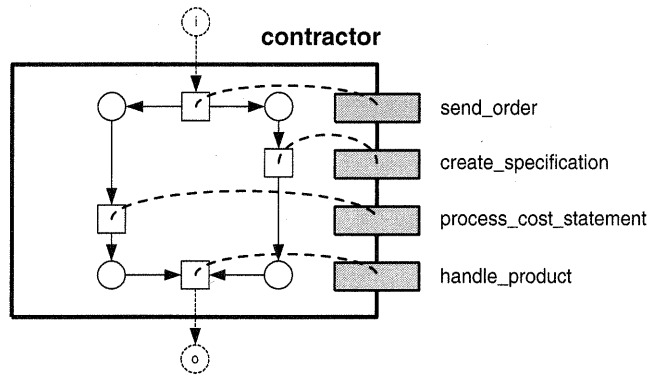 i
contractor
send_order
create_specification
process_cost_statement
handle_product
o